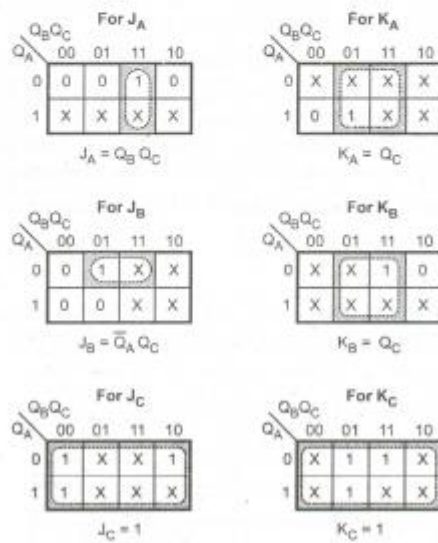 For J_A
Q_BQ_C
Q_A 00 01 11 10
0 0 0 1 0
1 X X X X
J_A = Q_B Q_C
For K_A
Q_BQ_C
Q_A 00 01 11 10
0 X X X X
1 0 1 X X
K_A = Q_C
For J_B
Q_BQ_C
Q_A 00 01 11 10
0 0 1 X X
1 0 0 X X
J_B = Q̅_A Q_C
For K_B
Q_BQ_C
Q_A 00 01 11 10
0 X X 1 0
1 X X X X
K_B = Q_C
For J_C
Q_BQ_C
Q_A 00 01 11 10
0 1 X X 1
1 1 X X X
J_C = 1
For K_C
Q_BQ_C
Q_A 00 01 11 10
0 X 1 1 X
1 X 1 X X
K_C = 1